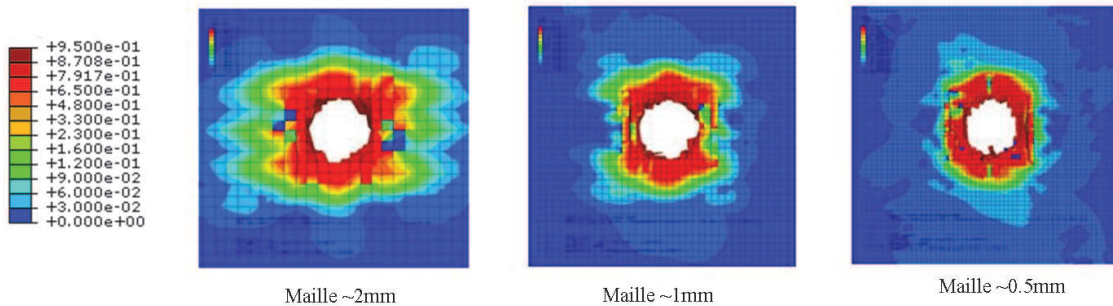 +9.500e-01
+8.708e-01
+7.917e-01
+6.500e-01
+4.800e-01
+3.300e-01
+2.300e-01
+1.600e-01
+1.200e-01
+9.000e-02
+6.000e-02
+3.000e-02
+0.000e+00
Maille ~2mm
Maille ~1mm
Maille ~0.5mm